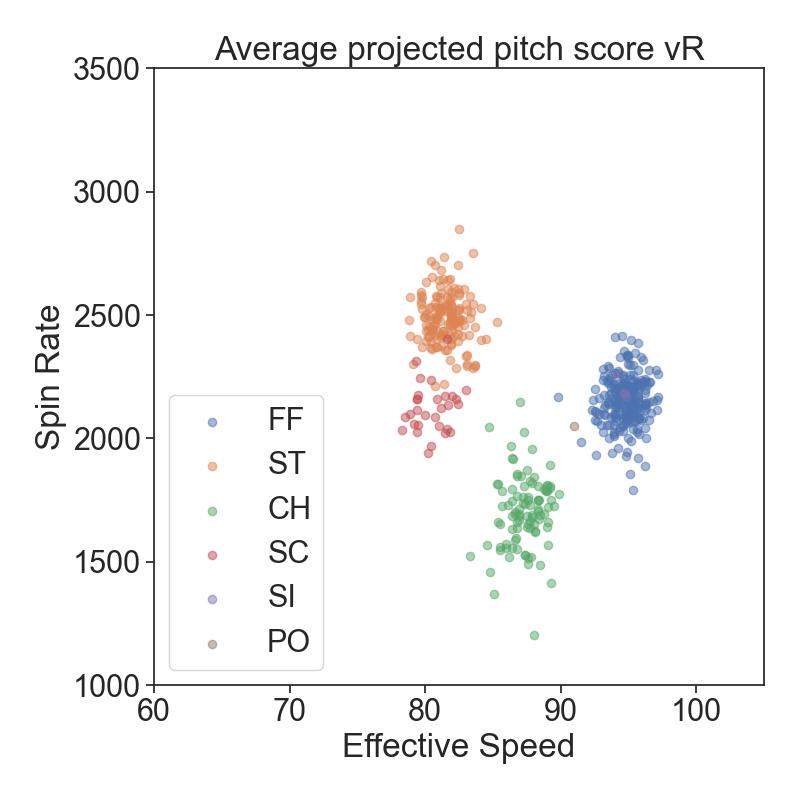 Average projected pitch score vR
3500
3000
2500
2000
1500
1000
Spin Rate
FF
ST
CH
SC
SI
PO
60 70 80 90 100
Effective Speed